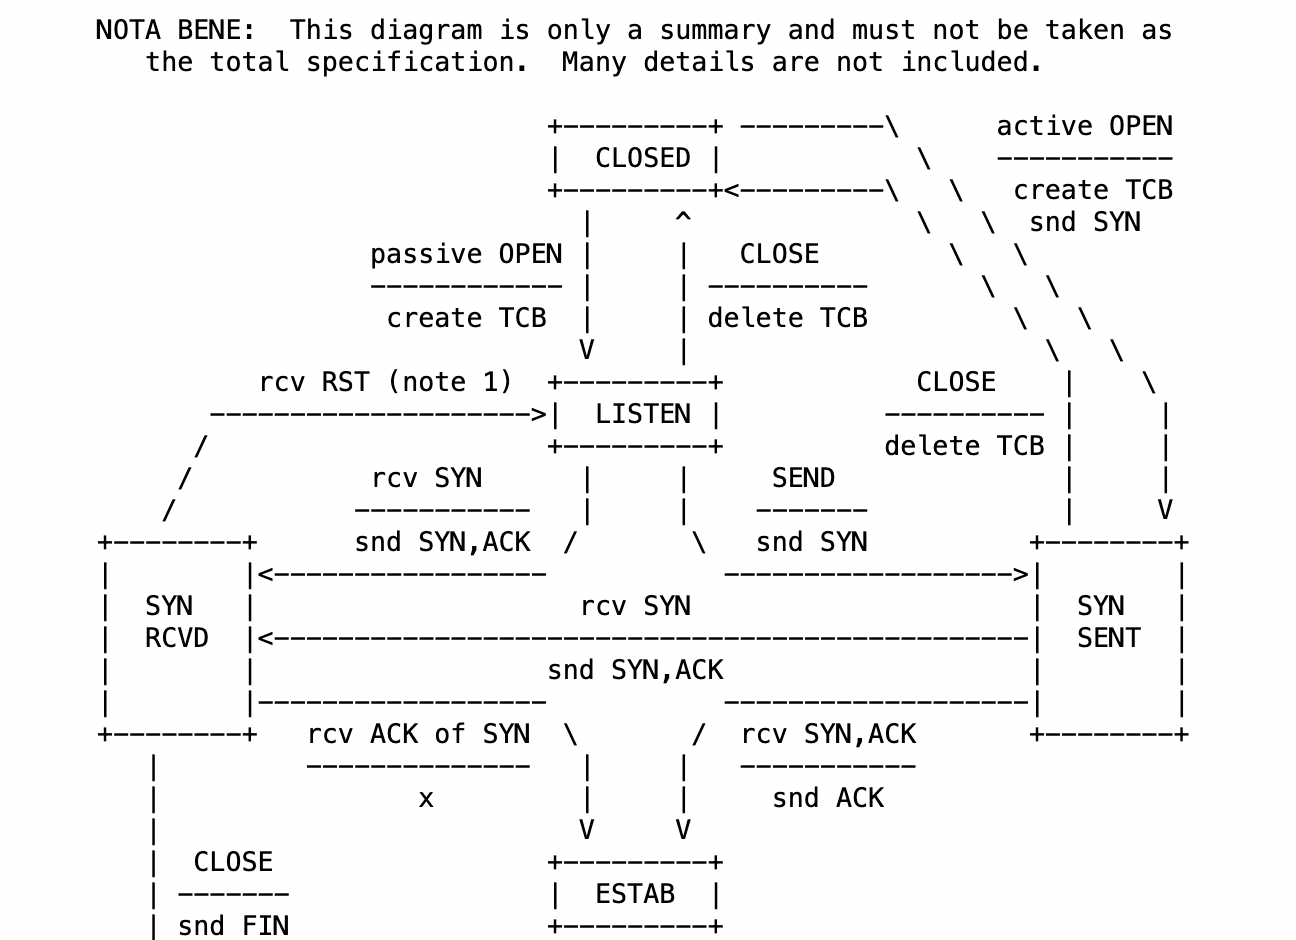 NOTA BENE:  This diagram is only a summary and must not be taken as
   the total specification.  Many details are not included.

                            +---------+ ---------\      active OPEN
                            |  CLOSED |            \    -----------
                            +---------+<---------\   \   create TCB
                              |     ^              \   \  snd SYN
                 passive OPEN |     |   CLOSE        \   \
                 ------------ |     | ----------       \   \
                  create TCB  |     | delete TCB         \   \
                              V     |                      \   \
          rcv RST (note 1)  +---------+            CLOSE    |    \
       -------------------->|  LISTEN |          ---------- |     |
      /                     +---------+          delete TCB |     |
     /           rcv SYN      |     |     SEND              |     |
    /           -----------   |     |    -------            |     V
+--------+      snd SYN,ACK  /       \   snd SYN          +--------+
|        |<-----------------           ------------------>|        |
|  SYN   |                    rcv SYN                     |  SYN   |
|  RCVD  |<-----------------------------------------------|  SENT  |
|        |                  snd SYN,ACK                   |        |
|        |------------------           -------------------|        |
+--------+   rcv ACK of SYN  \       /  rcv SYN,ACK       +--------+
   |         --------------   |     |   -----------
   |                x         |     |     snd ACK
   |                          V     V
   |  CLOSE                 +---------+
   | -------                |  ESTAB  |
   | snd FIN                +---------+